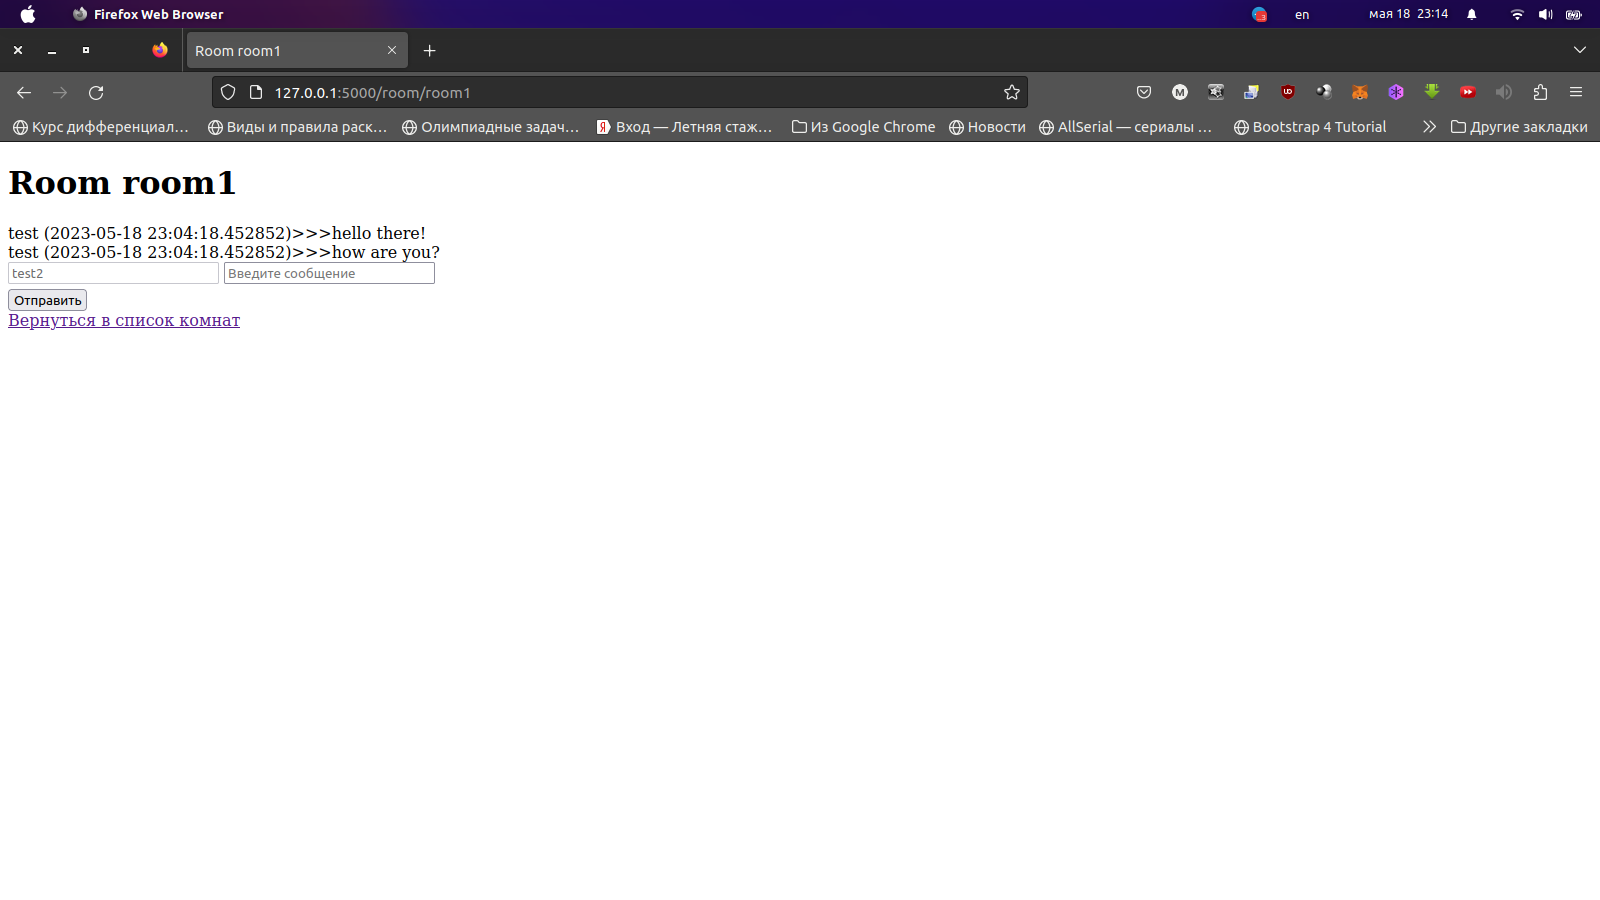 Firefox Web Browser
en
мая 18 23:14
Room room1
127.0.0.1:5000/room/room1
Курс дифференциал…
Виды и правила раск…
Олимпиадные задач…
Вход — Летняя стаж…
Из Google Chrome
Новости
AllSerial — сериалы …
Bootstrap 4 Tutorial
Другие закладки
Room room1
test (2023-05-18 23:04:18.452852)>>>hello there!
test (2023-05-18 23:04:18.452852)>>>how are you?
test2
Введите сообщение
Отправить
Вернуться в список комнат